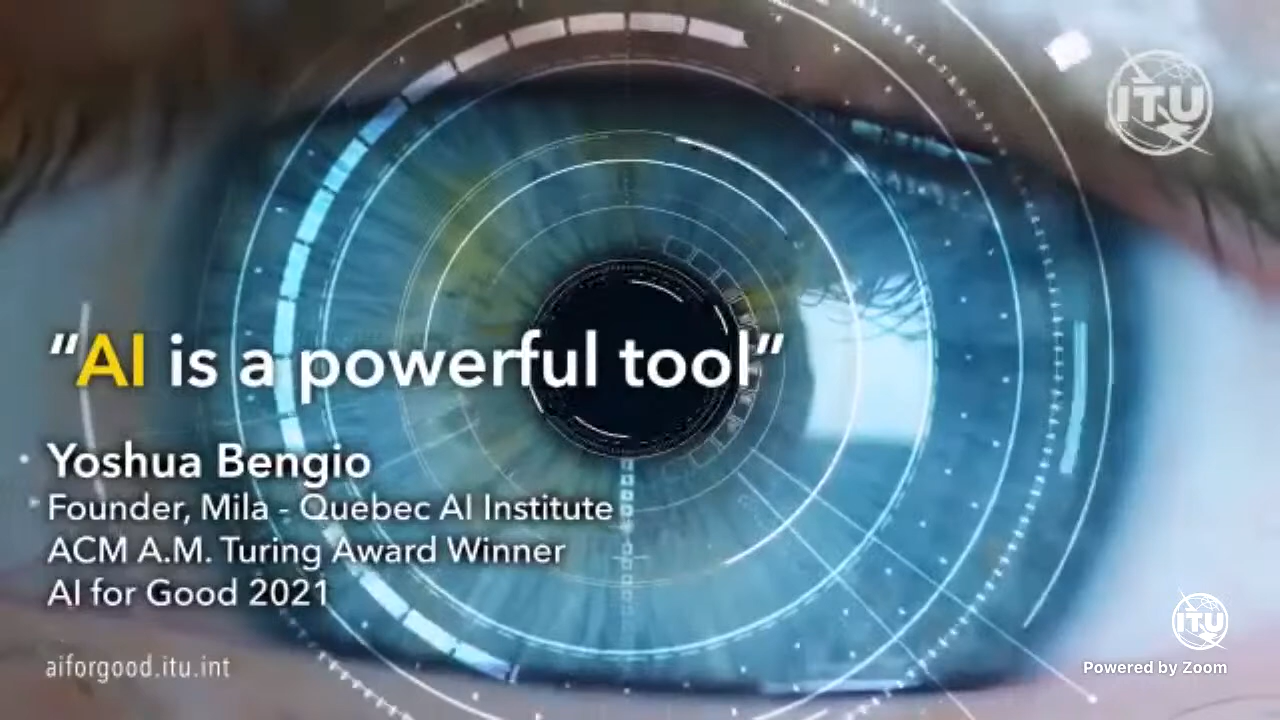 ITU
“AI is a powerful tool”
Yoshua Bengio
Founder, Mila - Quebec AI Institute
ACM A.M. Turing Award Winner
AI for Good 2021
aiforgood.itu.int
ITU
Powered by Zoom